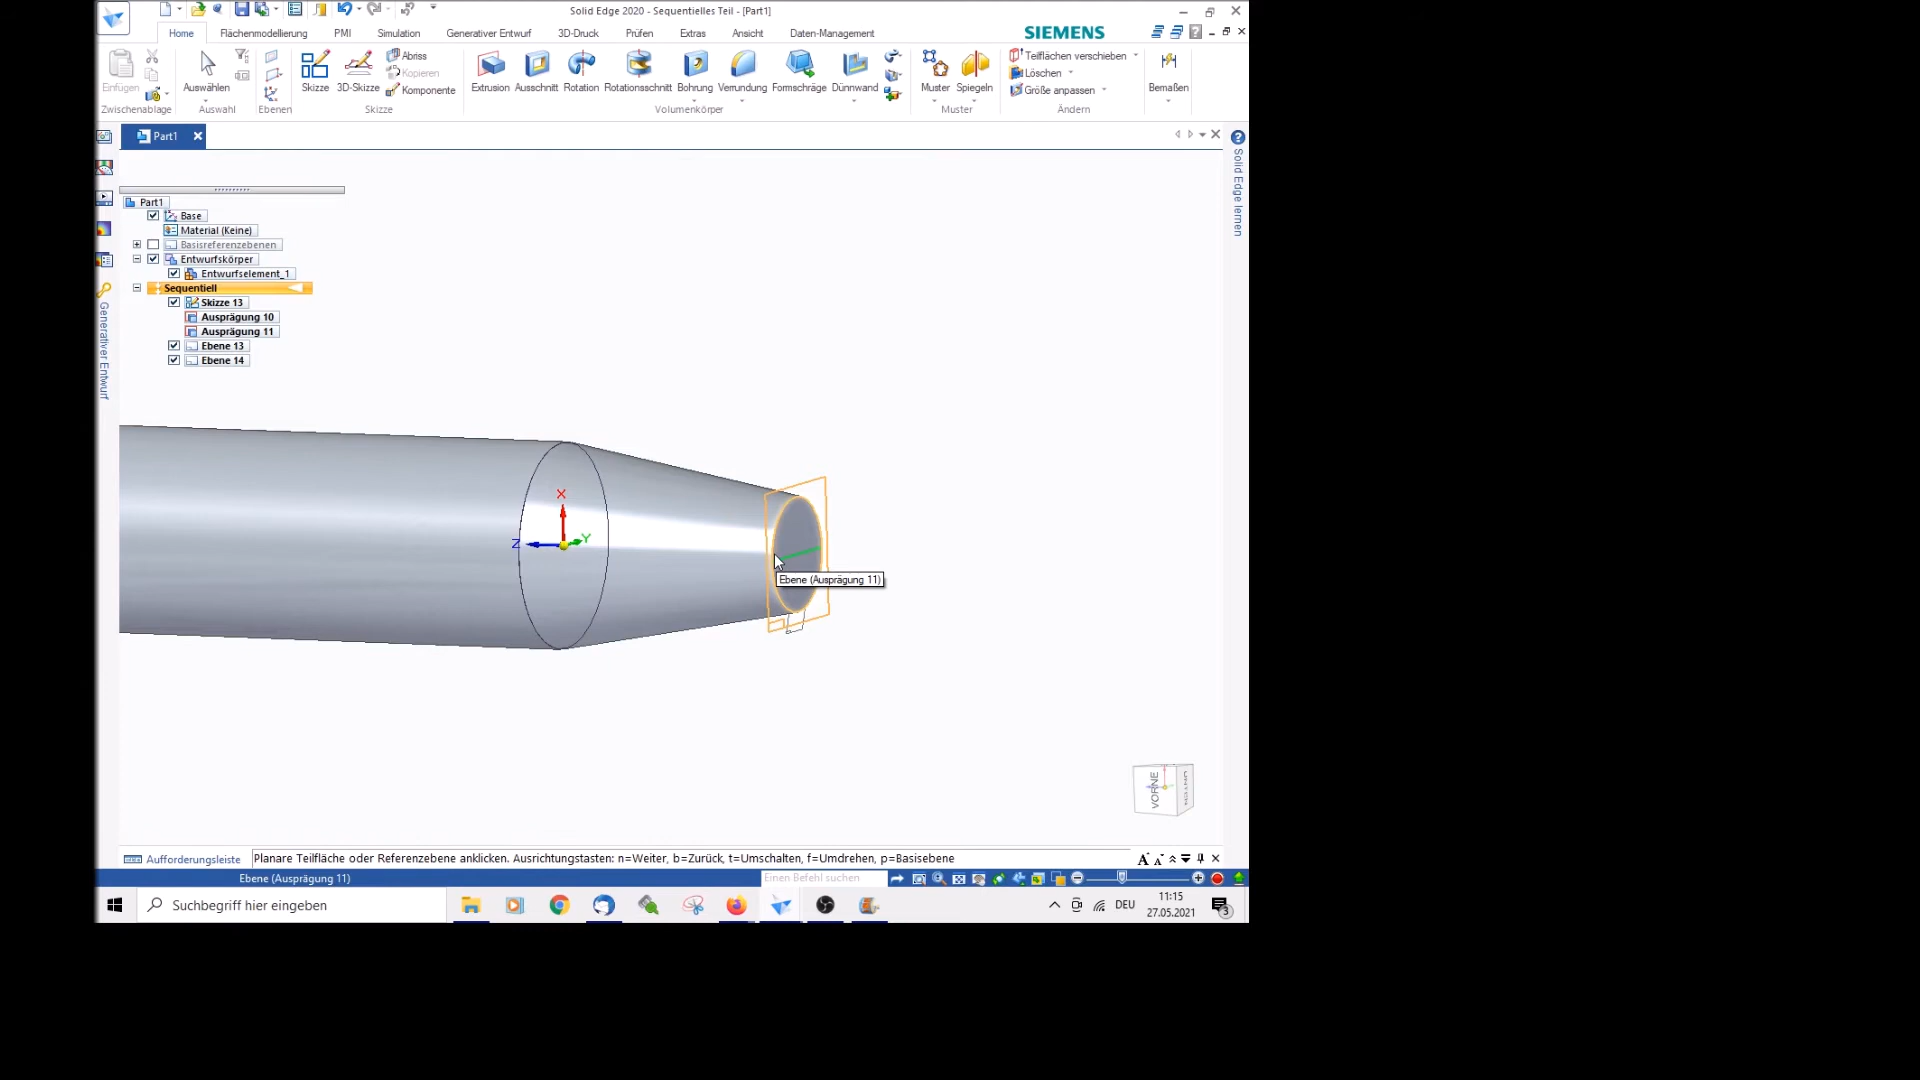 Solid Edge 2020 - Sequentielles Teil - [Part1]
Home Flächenmodellierung PMI Simulation Generativer Entwurf 3D-Druck Prüfen Extras Ansicht Daten-Management
SIEMENS
Einfügen
Zwischenablage
Auswählen
Auswahl
Ebenen
Skizze
3D-Skizze
Abriss
Kopieren
Komponente
Skizze
Extrusion Ausschnitt Rotation Rotationsschnitt Bohrung Verrundung Formschräge Dünnwand
Volumenkörper
Muster Spiegeln
Muster
Teilflächen verschieben
Löschen
Größe anpassen
Ändern
Bemaßen
Part1
Solid Edge lernen
Generativer Entwurf
Part1
Base
Material (Keine)
Basisreferenzebenen
Entwurfskörper
Entwurfselement_1
Sequentiell
Skizze 13
Ausprägung 10
Ausprägung 11
Ebene 13
Ebene 14
X
Z
Y
Ebene (Ausprägung 11)
VORNE
Aufforderungsleiste
Planare Teilfläche oder Referenzebene anklicken. Ausrichtungstasten: n=Weiter, b=Zurück, t=Umschalten, f=Umdrehen, p=Basisebene
Ebene (Ausprägung 11)
Einen Befehl suchen
Suchbegriff hier eingeben
DEU
11:15
27.05.2021
3